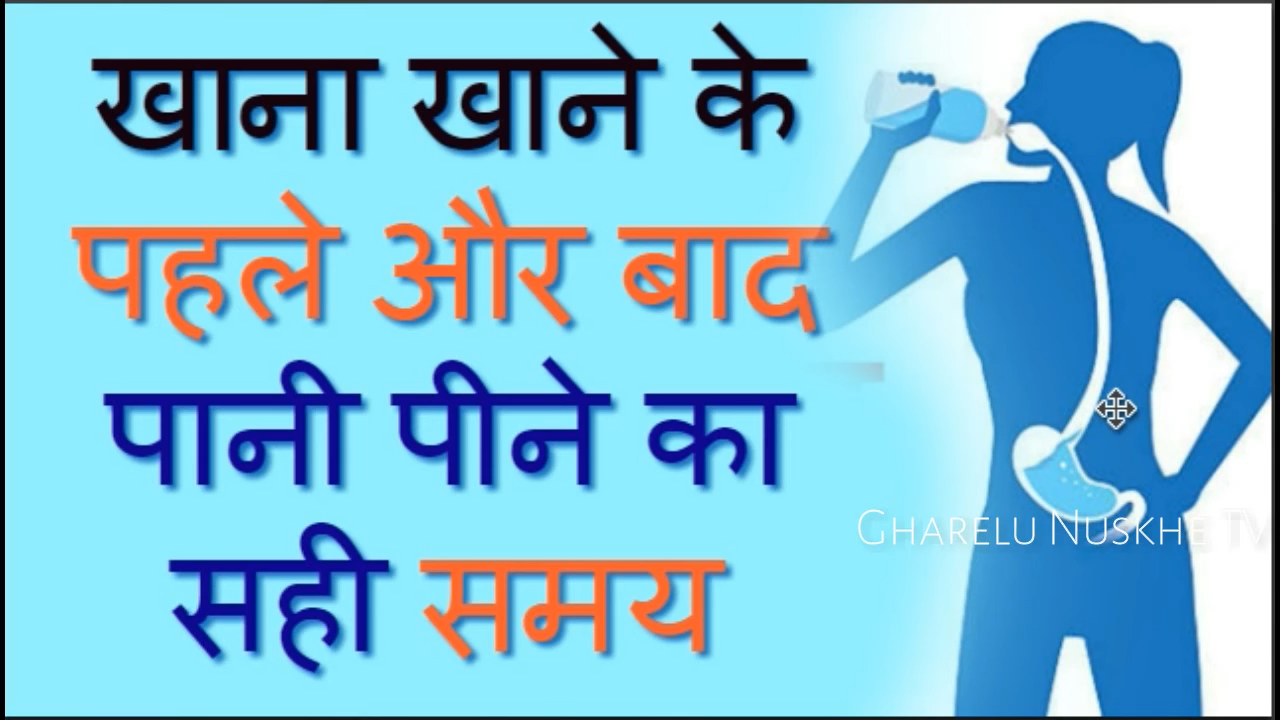 खाना खाने के
पहले और बाद
पानी पीने का
सही समय
GHARELU NUSKHE TV